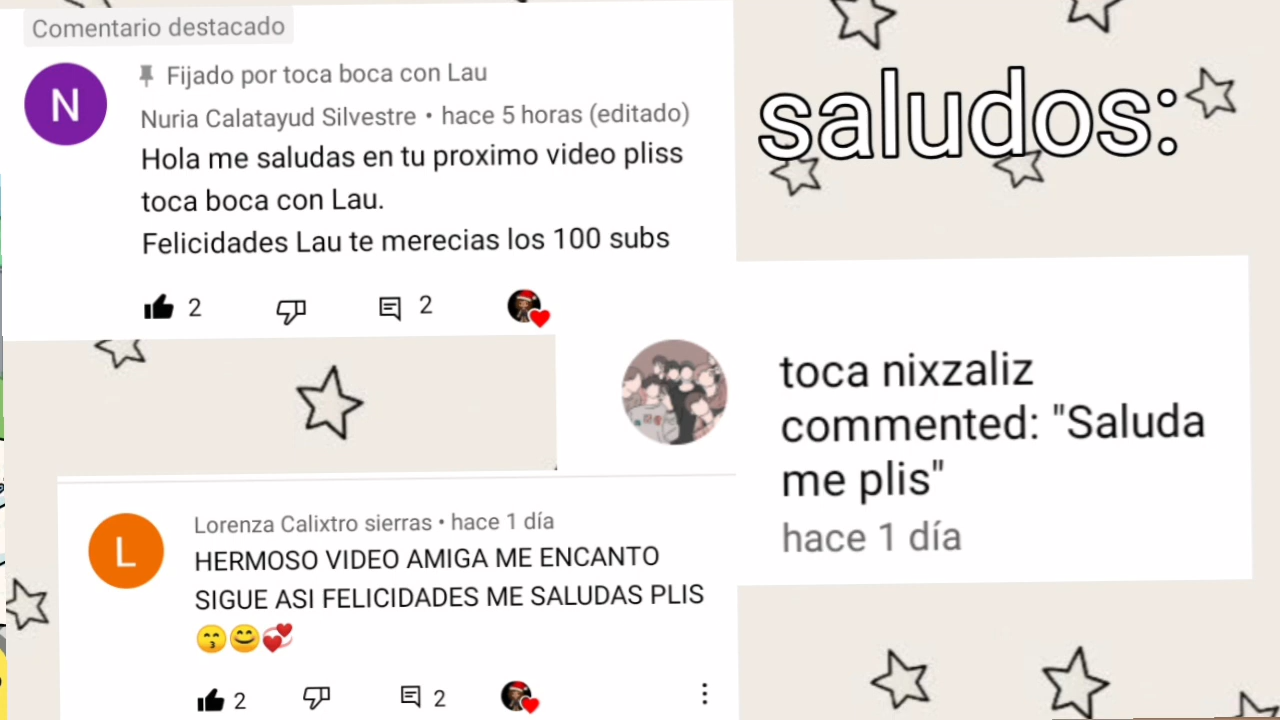 Comentario destacado
N
Fijado por toca boca con Lau
Nuria Calatayud Silvestre • hace 5 horas (editado)
Hola me saludas en tu proximo video pliss
toca boca con Lau.
Felicidades Lau te merecias los 100 subs
2
2
saludos:
toca nixzaliz
commented: "Saluda
me plis"
hace 1 día
L
Lorenza Calixtro sierras • hace 1 día
HERMOSO VIDEO AMIGA ME ENCANTO
SIGUE ASI FELICIDADES ME SALUDAS PLIS
😙😊💞
2
2